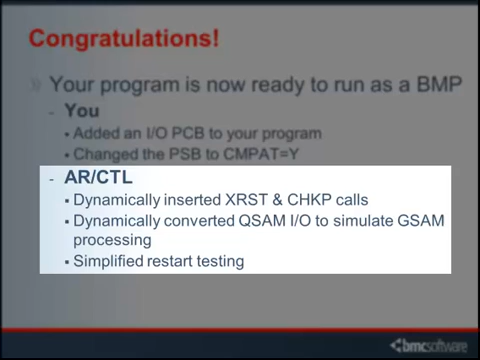 Congratulations!
» Your program is now ready to run as a BMP
- You
▪ Added an I/O PCB to your program
▪ Changed the PSB to CMPAT=Y
- AR/CTL
▪ Dynamically inserted XRST & CHKP calls
▪ Dynamically converted QSAM I/O to simulate GSAM
processing
▪ Simplified restart testing
bmcsoftware